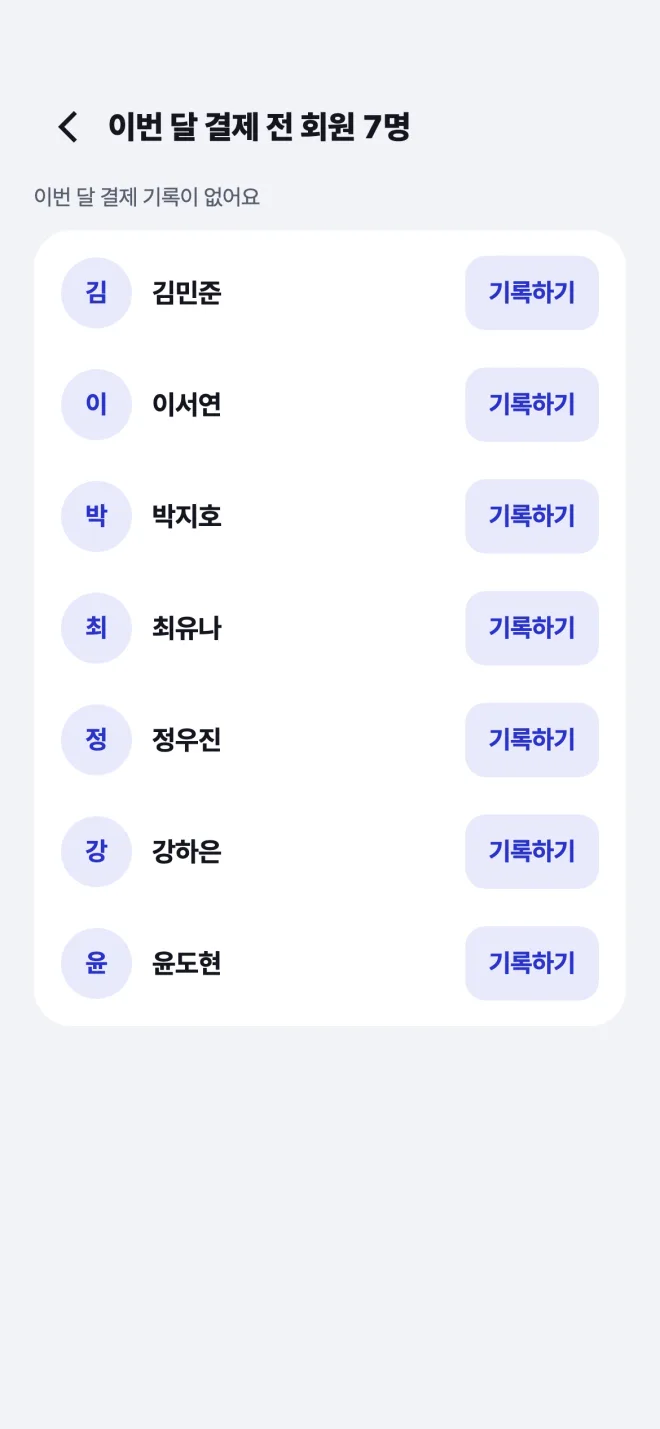 이번 달 결제 전 회원 7명
이번 달 결제 기록이 없어요
김 김민준 기록하기
이 이서연 기록하기
박 박지호 기록하기
최 최유나 기록하기
정 정우진 기록하기
강 강하은 기록하기
윤 윤도현 기록하기